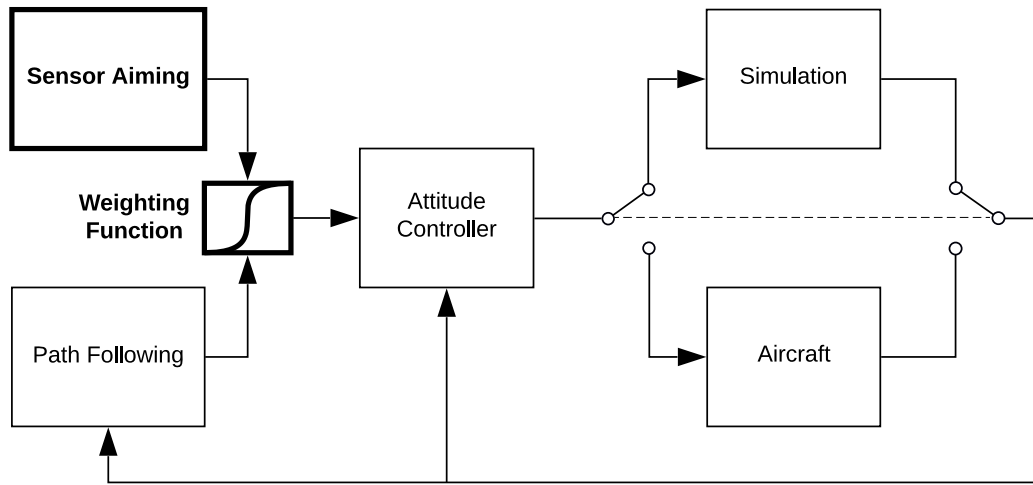 Sensor Aiming
Simulation
Weighting
Function
Attitude
Controller
Path Following
Aircraft